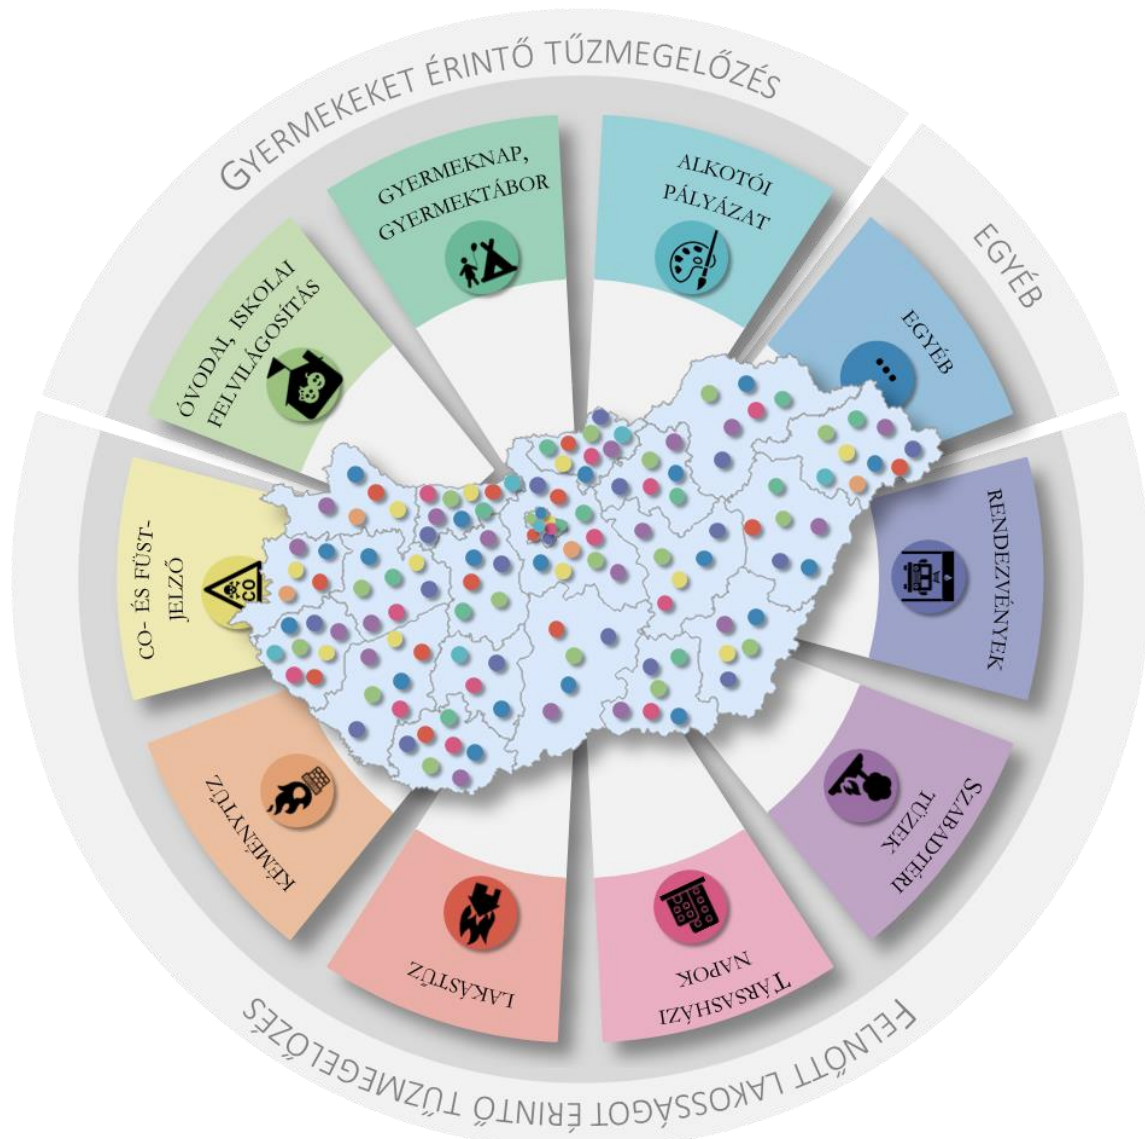 GYERMEKEKET ÉRINTŐ TŰZMEGELŐZÉS
EGYÉB
FELNŐTT LAKOSSÁGOT ÉRINTŐ TŰZMEGELŐZÉS
ÓVODAI, ISKOLAI
FELVILÁGOSÍTÁS
GYERMEKNAP,
GYERMEKTÁBOR
ALKOTÓI
PÁLYÁZAT
EGYÉB
RENDEZVÉNYEK
SZABADTÉRI
TÜZEK
TÁRSASHÁZI
NAPOK
LAKÁSTŰZ
KÉMÉNYTŰZ
CO- ÉS FÜST-
JELZŐ
CO